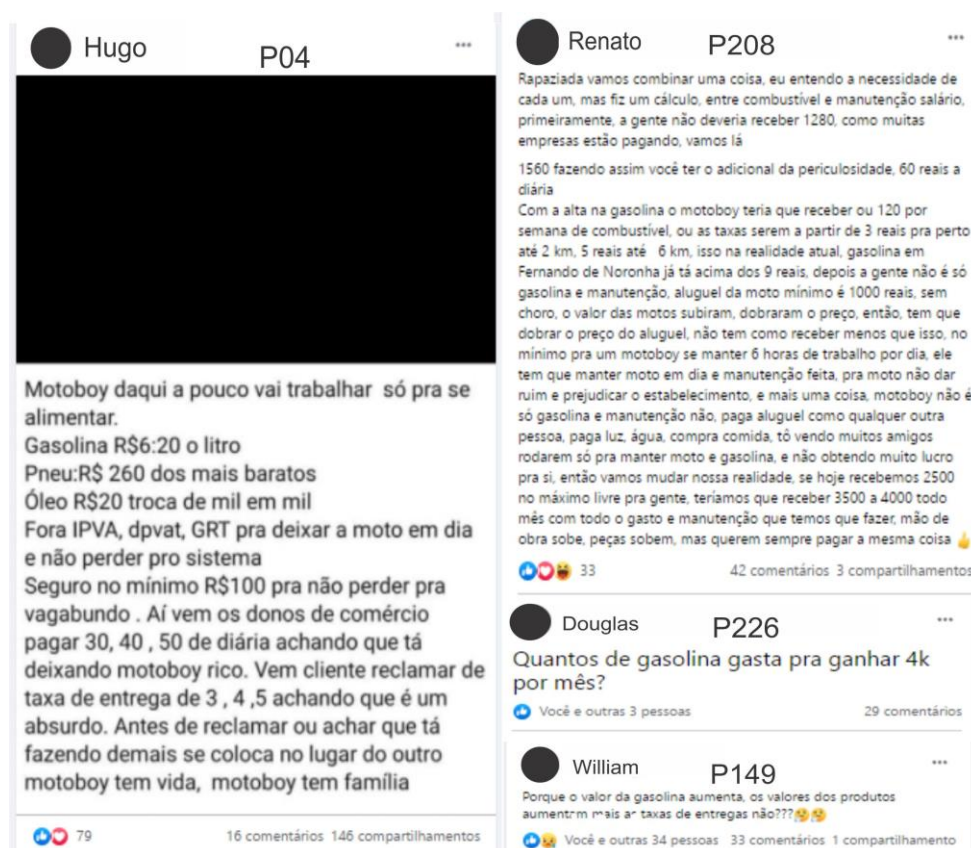 Hugo
P04
Motoboy daqui a pouco vai trabalhar só pra se
alimentar.
Gasolina R$6:20 o litro
Pneu:R$ 260 dos mais baratos
Óleo R$20 troca de mil em mil
Fora IPVA, dpvat, GRT pra deixar a moto em dia
e não perder pro sistema
Seguro no mínimo R$100 pra não perder pra
vagabundo . Aí vem os donos de comércio
pagar 30, 40 , 50 de diária achando que tá
deixando motoboy rico. Vem cliente reclamar de
taxa de entrega de 3 , 4 ,5 achando que é um
absurdo. Antes de reclamar ou achar que tá
fazendo demais se coloca no lugar do outro
motoboy tem vida, motoboy tem família
79
16 comentários 146 compartilhamentos
Renato
P208
Rapaziada vamos combinar uma coisa, eu entendo a necessidade de
cada um, mas fiz um cálculo, entre combustível e manutenção salário,
primeiramente, a gente não deveria receber 1280, como muitas
empresas estão pagando, vamos lá
1560 fazendo assim você ter o adicional da periculosidade, 60 reais a
diária
Com a alta na gasolina o motoboy teria que receber ou 120 por
semana de combustível, ou as taxas serem a partir de 3 reais pra perto
até 2 km, 5 reais até 6 km, isso na realidade atual, gasolina em
Fernando de Noronha já tá acima dos 9 reais, depois a gente não é só
gasolina e manutenção, aluguel da moto mínimo é 1000 reais, sem
choro, o valor das motos subiram, dobraram o preço, então, tem que
dobrar o preço do aluguel, não tem como receber menos que isso, no
mínimo pra um motoboy se manter 6 horas de trabalho por dia, ele
tem que manter moto em dia e manutenção feita, pra moto não dar
ruim e prejudicar o estabelecimento, e mais uma coisa, motoboy não é
só gasolina e manutenção não, paga aluguel como qualquer outra
pessoa, paga luz, água, compra comida, tô vendo muitos amigos
rodarem só pra manter moto e gasolina, e não obtendo muito lucro
pra si, então vamos mudar nossa realidade, se hoje recebemos 2500
no máximo livre pra gente, teríamos que receber 3500 a 4000 todo
mês com todo o gasto e manutenção que temos que fazer, mão de
obra sobe, peças sobem, mas querem sempre pagar a mesma coisa 👍
33
42 comentários 3 compartilhamentos
Douglas
P226
Quantos de gasolina gasta pra ganhar 4k
por mês?
Você e outras 3 pessoas
29 comentários
William
P149
Porque o valor da gasolina aumenta, os valores dos produtos
aumentam mais as taxas de entregas não???🤔🤔
Você e outras 34 pessoas 33 comentários 1 compartilhamento